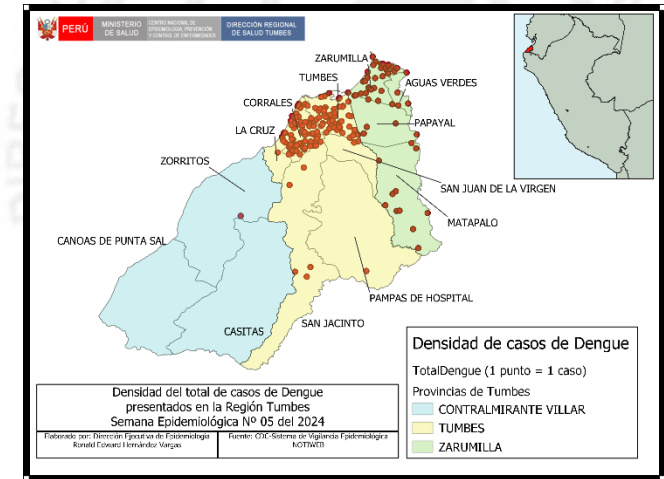 PERÚ
MINISTERIO
DE SALUD
CENTRO NACIONAL DE
EPIDEMIOLOGÍA, PREVENCIÓN
Y CONTROL DE ENFERMEDADES
DIRECCIÓN REGIONAL
DE SALUD TUMBES
ZARUMILLA
TUMBES
AGUAS VERDES
CORRALES
PAPAYAL
LA CRUZ
ZORRITOS
SAN JUAN DE LA VIRGEN
MATAPALO
CANOAS DE PUNTA SAL
PAMPAS DE HOSPITAL
SAN JACINTO
CASITAS
Densidad de casos de Dengue
TotalDengue (1 punto = 1 caso)
Provincias de Tumbes
CONTRALMIRANTE VILLAR
TUMBES
ZARUMILLA
Densidad del total de casos de Dengue
presentados en la Región Tumbes
Semana Epidemiológica Nº 05 del 2024
Elaborado por: Dirección Ejecutiva de Epidemiología
Ronald Edward Hernández Vargas
Fuente: CDC-Sistema de Vigilancia Epidemiológica
NOTIWEB